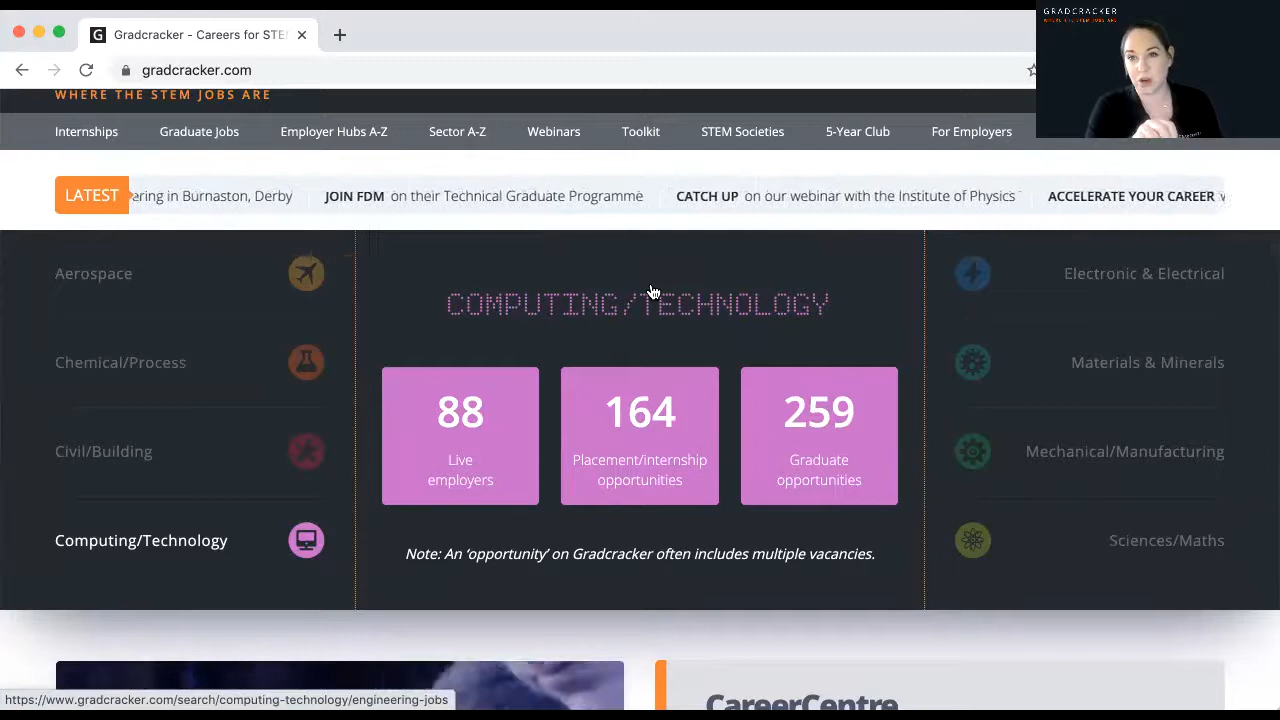 Gradcracker - Careers for STE
gradcracker.com
GRADCRACKER
WHERE THE STEM JOBS ARE
WHERE THE STEM JOBS ARE
Internships Graduate Jobs Employer Hubs A-Z Sector A-Z Webinars Toolkit STEM Societies 5-Year Club For Employers
LATEST ering in Burnaston, Derby JOIN FDM on their Technical Graduate Programme CATCH UP on our webinar with the Institute of Physics ACCELERATE YOUR CAREER
Aerospace
Electronic & Electrical
COMPUTING/TECHNOLOGY
Chemical/Process
Materials & Minerals
88 164 259
Live Placement/internship Graduate
employers opportunities opportunities
Civil/Building
Mechanical/Manufacturing
Computing/Technology
Sciences/Maths
Note: An 'opportunity' on Gradcracker often includes multiple vacancies.
https://www.gradcracker.com/search/computing-technology/engineering-jobs
CareerCentre